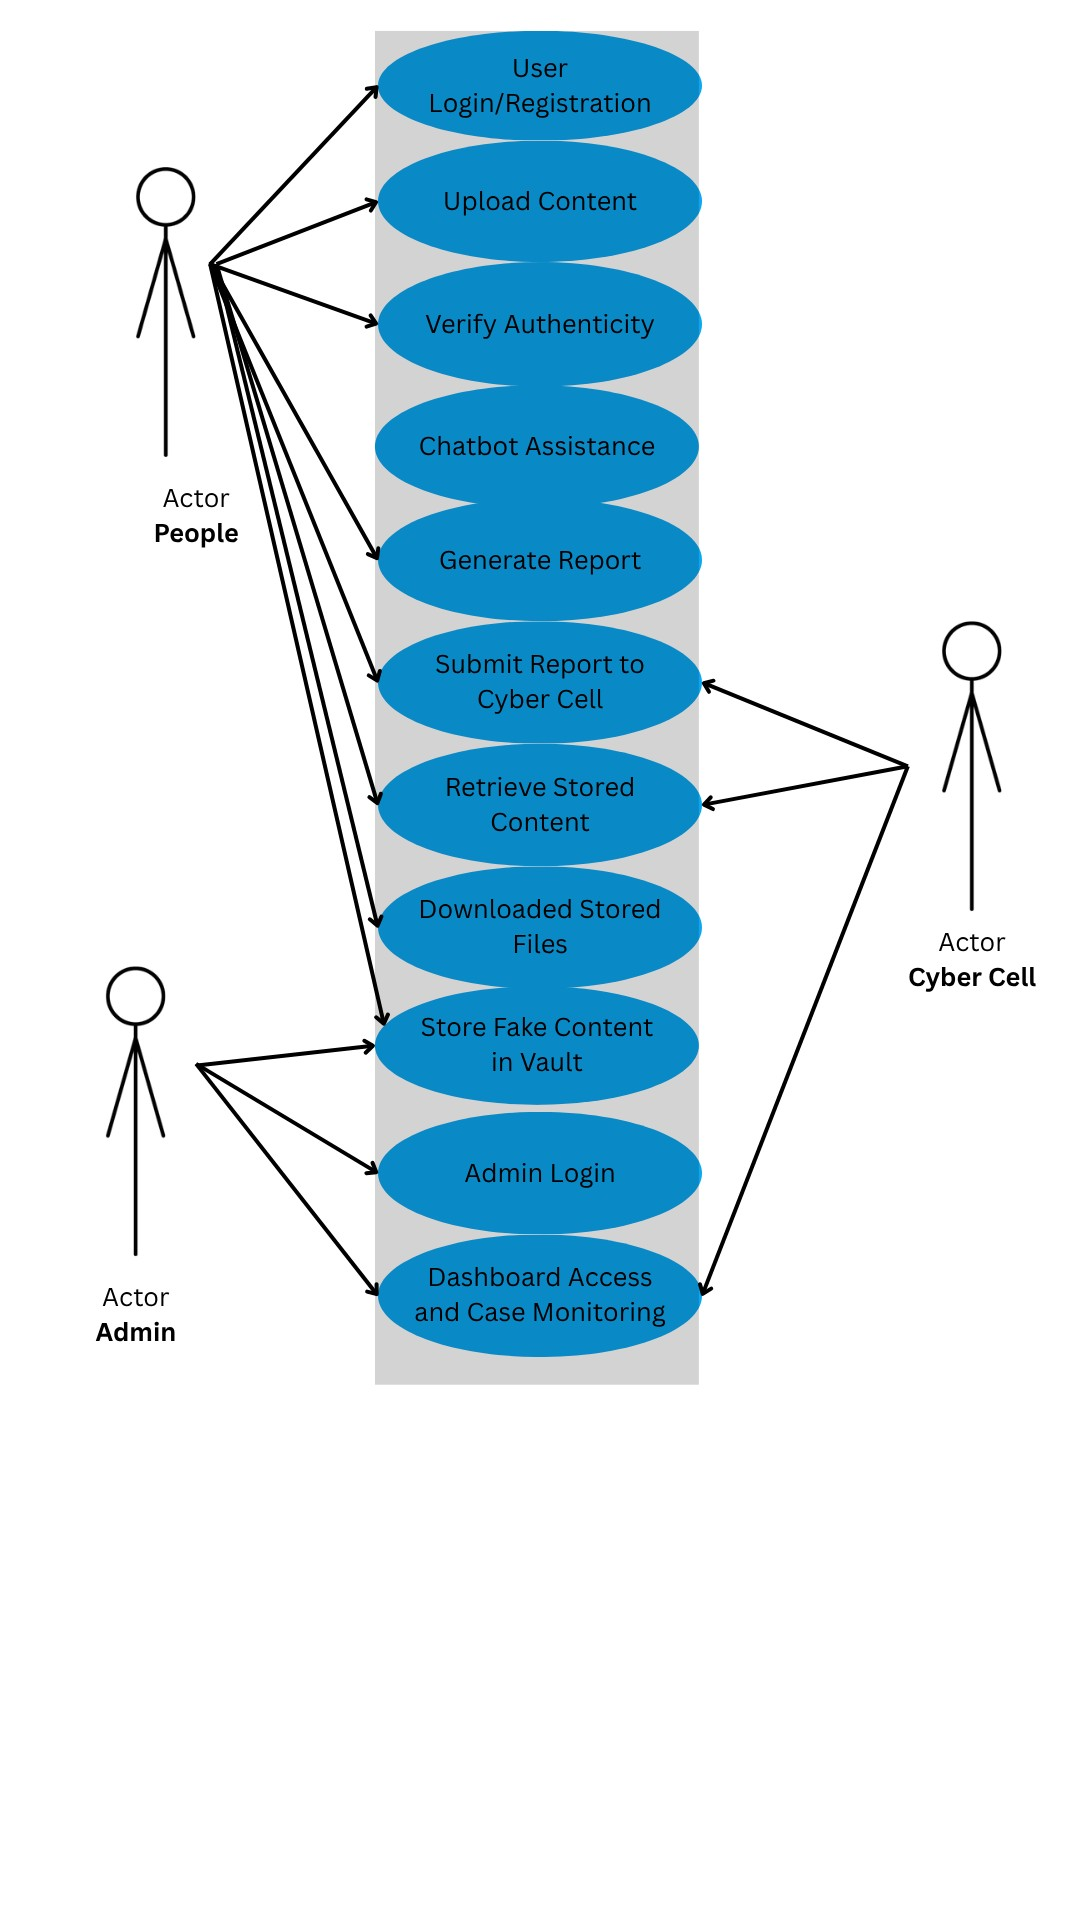 User
Login/Registration
Upload Content
Verify Authenticity
Chatbot Assistance
Generate Report
Submit Report to
Cyber Cell
Retrieve Stored
Content
Downloaded Stored
Files
Store Fake Content
in Vault
Admin Login
Dashboard Access
and Case Monitoring
Actor
People
Actor
Cyber Cell
Actor
Admin